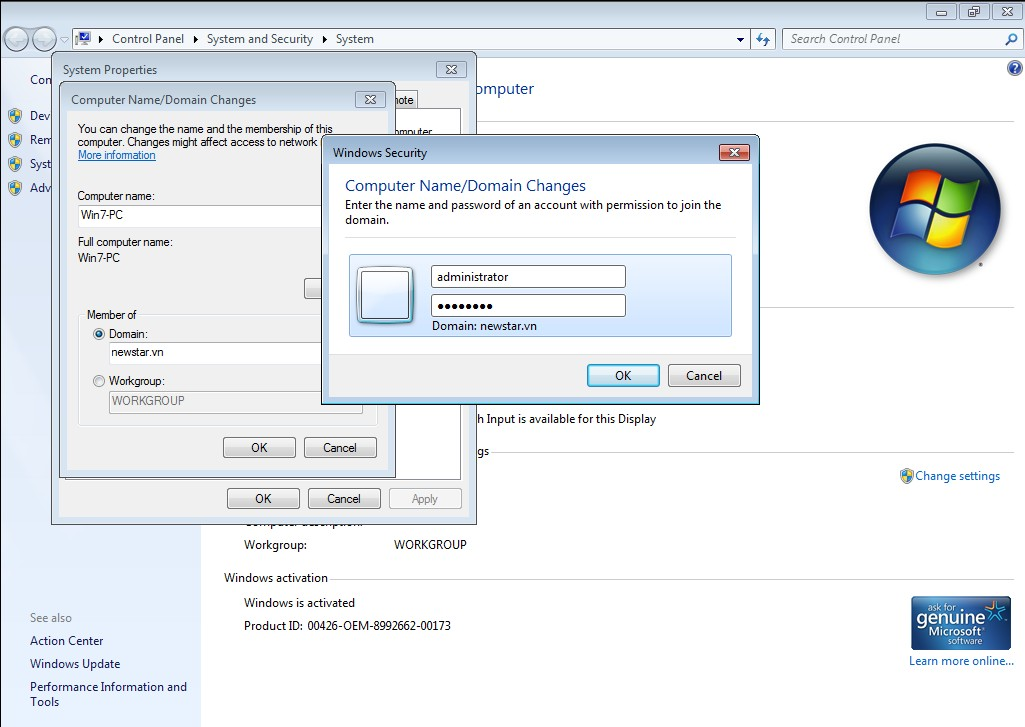 Control Panel
System and Security
System
Search Control Panel
System Properties
Computer Name/Domain Changes
You can change the name and the membership of this
computer. Changes might affect access to network
More information
Computer name:
Win7-PC
Full computer name:
Win7-PC
Member of
Domain:
newstar.vn
Workgroup:
WORKGROUP
OK
Cancel
OK
Cancel
Apply
Windows Security
Computer Name/Domain Changes
Enter the name and password of an account with permission to join the
domain.
administrator
●●●●●●●●
Domain: newstar.vn
OK
Cancel
Input is available for this Display
Change settings
Workgroup:
WORKGROUP
Windows activation
Windows is activated
Product ID: 00426-OEM-8992662-00173
See also
Action Center
Windows Update
Performance Information and
Tools
ask for
genuine
Microsoft
software
Learn more online...